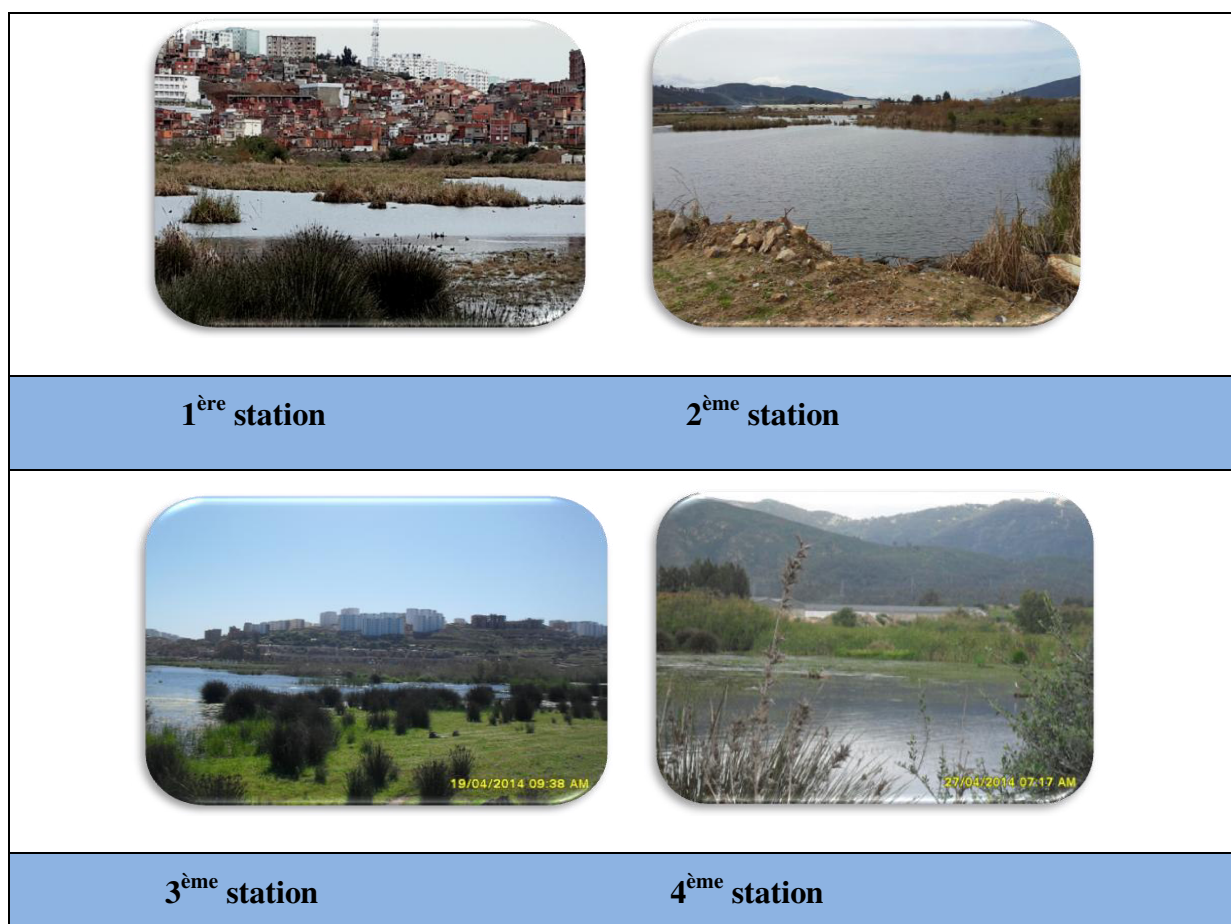 1ère station
2ème station
19/04/2014 09:38 AM
27/04/2014 07:17 AM
3ème station
4ème station